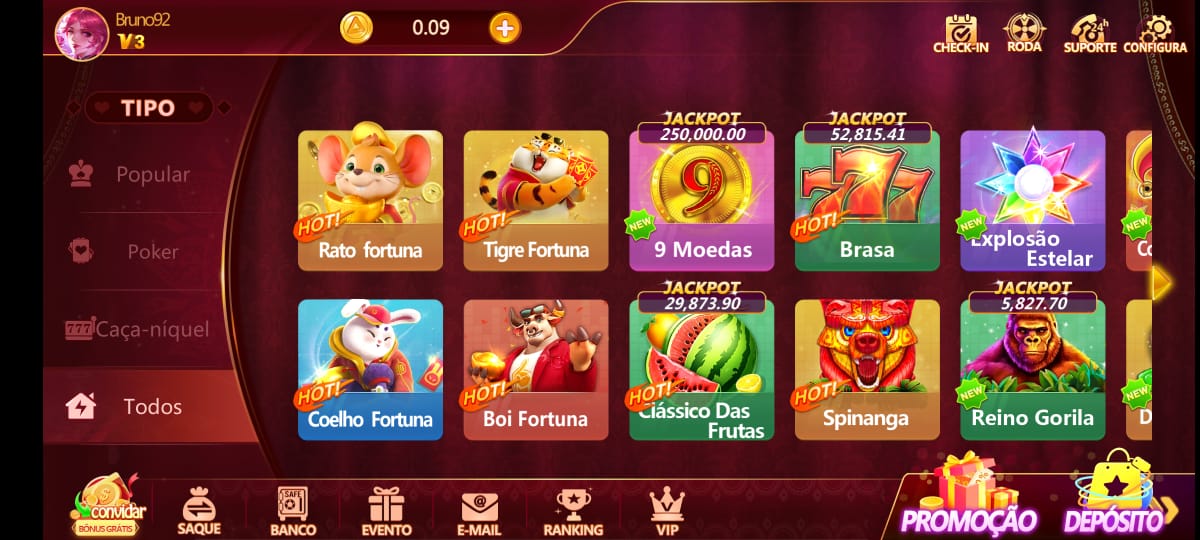 Bruno92
V3
0.09
24h
CHECK-IN
RODA
SUPORTE
CONFIGURA
TIPO
Popular
Poker
777
Caça-níquel
Todos
HOT!
Rato fortuna
HOT!
Tigre Fortuna
JACKPOT
250,000.00
9
NEW
9 Moedas
JACKPOT
52,815.41
777
HOT!
Brasa
NEW
Explosão
Estelar
NEW
HOT!
Coelho Fortuna
HOT!
Boi Fortuna
JACKPOT
29,873.90
HOT!
Clássico Das
Frutas
HOT!
Spinanga
JACKPOT
5,827.70
NEW
Reino Gorila
NEW
D
convidar
BÔNUS GRÁTIS
SAQUE
SAFE
BANCO
EVENTO
@
E-MAIL
RANKING
VIP
PROMOÇÃO
DEPÓSITO